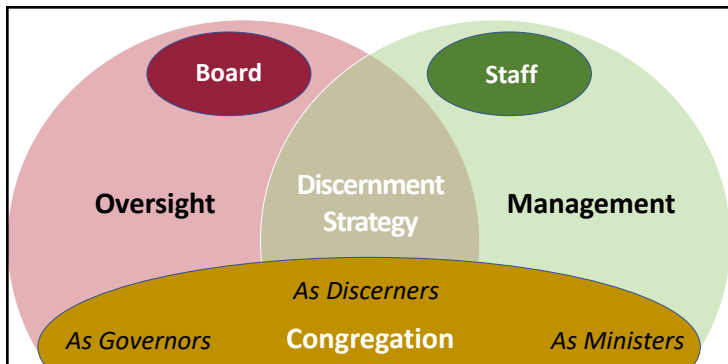 Board
Staff
Oversight
Discernment
Strategy
Management
As Discerners
As Governors
Congregation
As Ministers